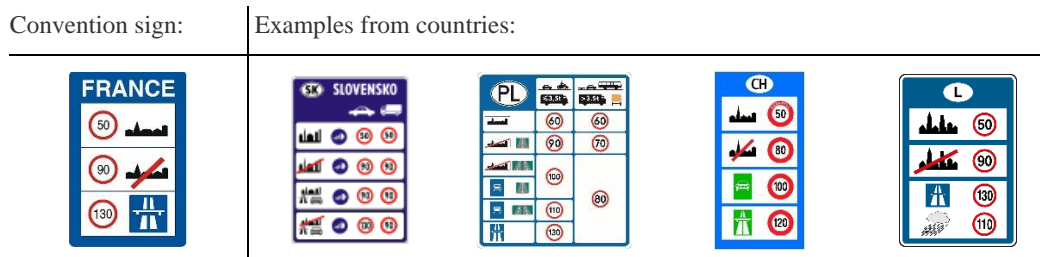 Convention sign:
Examples from countries:
FRANCE
50
90
130
SK SLOVENSKO
50 50
90 90
90 90
130 90
PL
≤3,5t >3,5t
60 60
90 70
100
80
110
130
CH
50
80
100
120
L
50
90
130
110